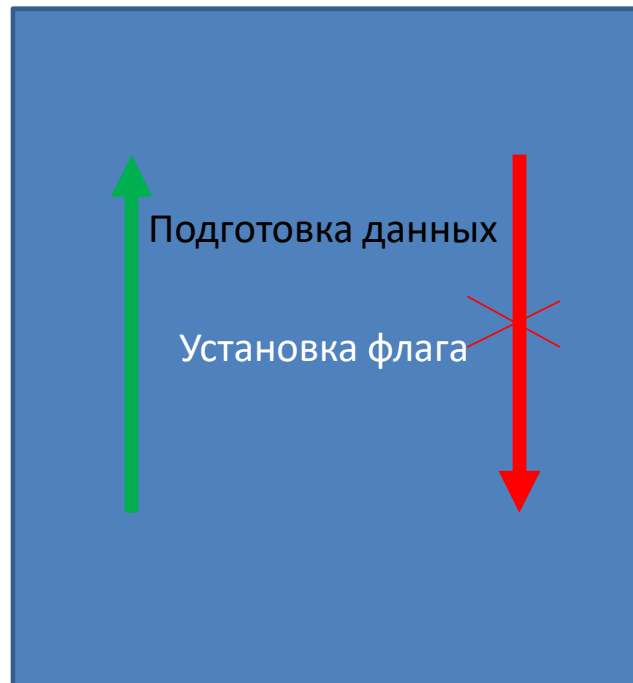 Подготовка данных
Установка флага